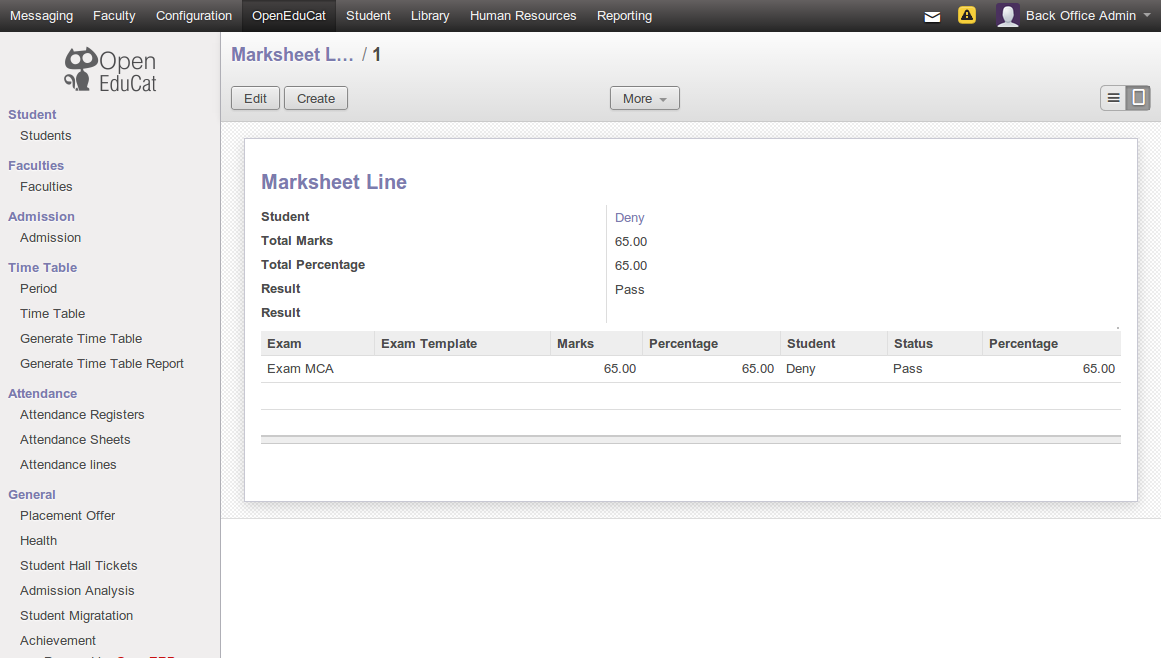 Messaging Faculty Configuration OpenEduCat Student Library Human Resources Reporting Back Office Admin
Open
EduCat
Student
Students
Faculties
Faculties
Admission
Admission
Time Table
Period
Time Table
Generate Time Table
Generate Time Table Report
Attendance
Attendance Registers
Attendance Sheets
Attendance lines
General
Placement Offer
Health
Student Hall Tickets
Admission Analysis
Student Migratation
Achievement
Marksheet L... / 1
Edit Create More
Marksheet Line
Student Deny
Total Marks 65.00
Total Percentage 65.00
Result Pass
Result
Exam Exam Template Marks Percentage Student Status Percentage
Exam MCA 65.00 65.00 Deny Pass 65.00